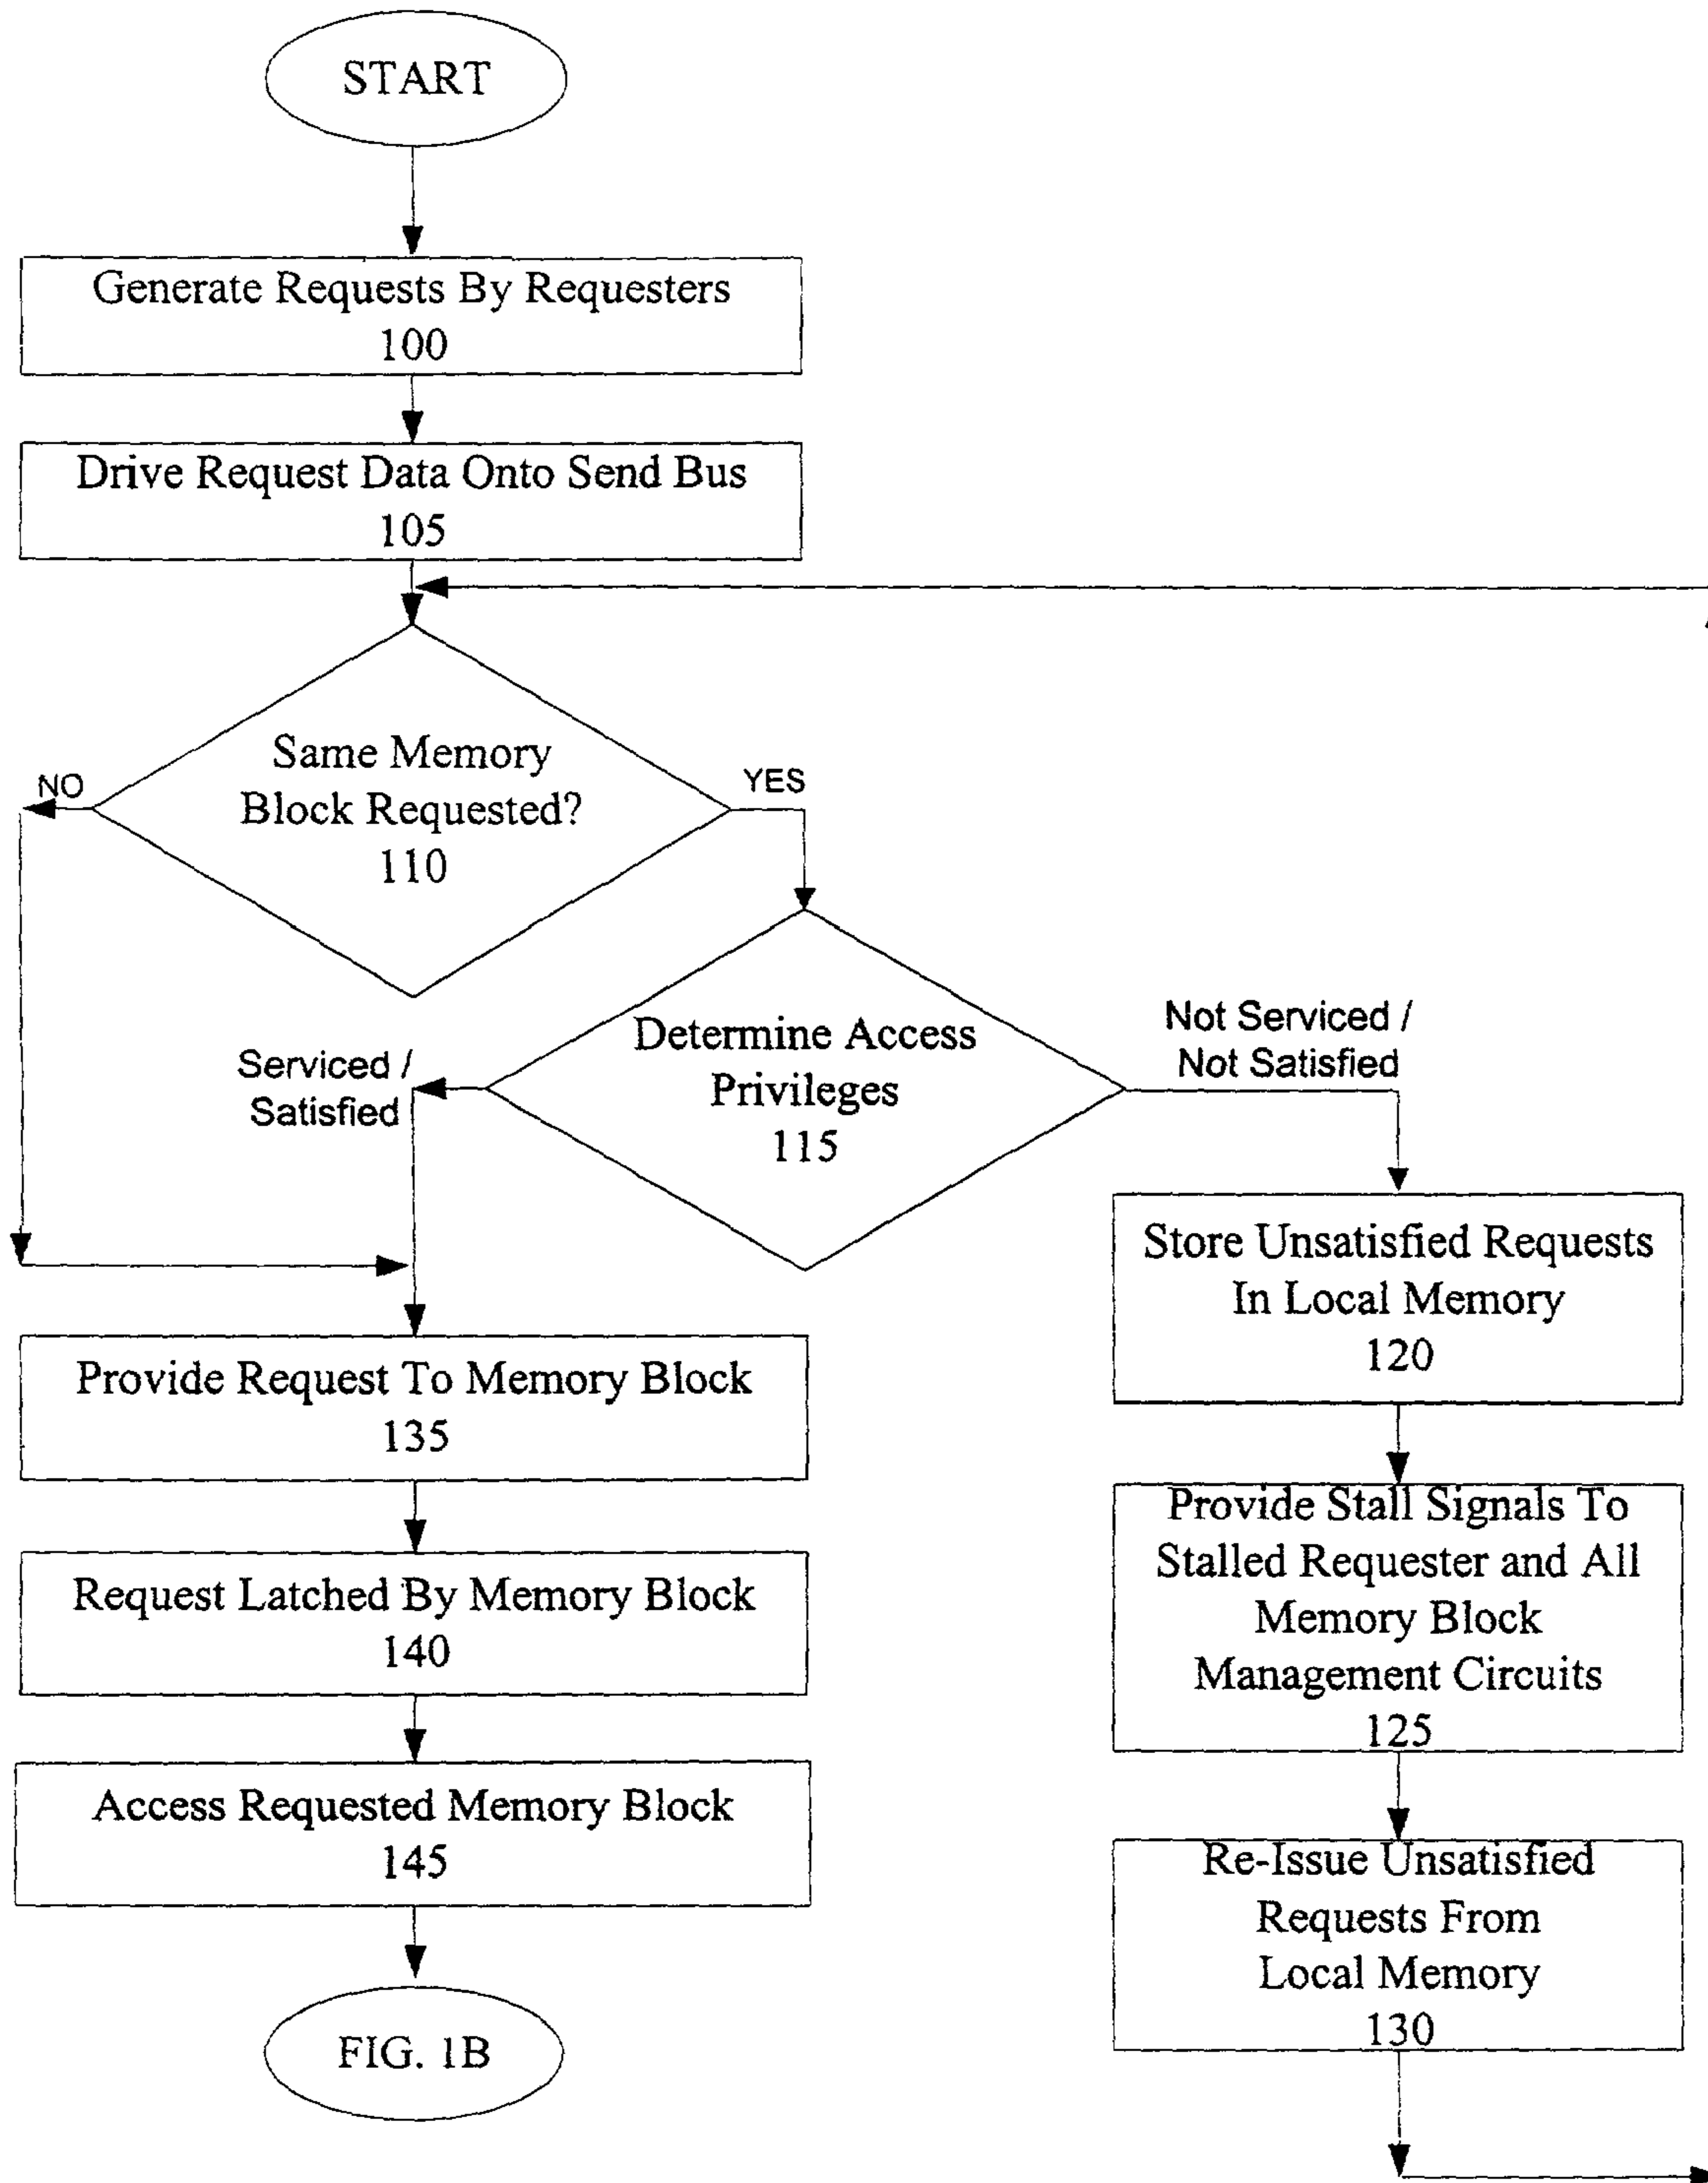 START
Generate Requests By Requesters
100
Drive Request Data Onto Send Bus
105
Same Memory
Block Requested?
110
NO
YES
Determine Access
Privileges
115
Serviced /
Satisfied
Not Serviced /
Not Satisfied
Store Unsatisfied Requests
In Local Memory
120
Provide Stall Signals To
Stalled Requester and All
Memory Block
Management Circuits
125
Re-Issue Unsatisfied
Requests From
Local Memory
130
Provide Request To Memory Block
135
Request Latched By Memory Block
140
Access Requested Memory Block
145
FIG. 1B